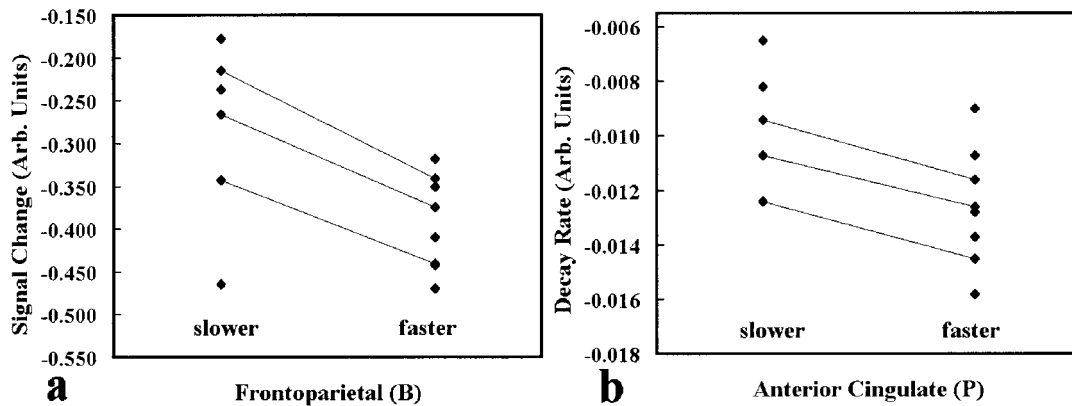 -0.150
-0.200
-0.250
-0.300
-0.350
-0.400
-0.450
-0.500
-0.550
Signal Change (Arb. Units)
slower
faster
a
Frontoparietal (B)
-0.006
-0.008
-0.010
-0.012
-0.014
-0.016
-0.018
Decay Rate (Arb. Units)
slower
faster
b
Anterior Cingulate (P)